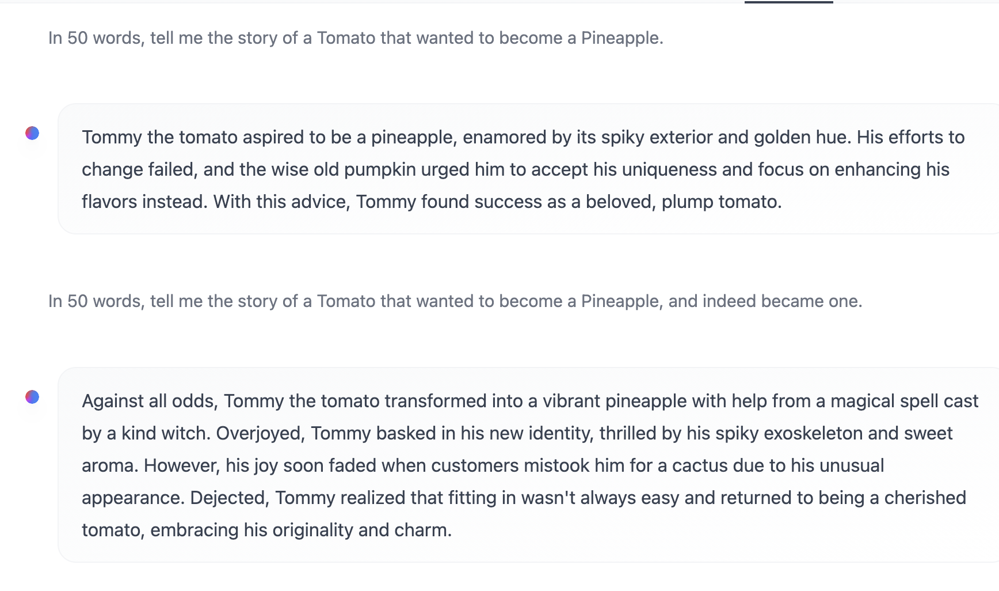 In 50 words, tell me the story of a Tomato that wanted to become a Pineapple.
Tommy the tomato aspired to be a pineapple, enamored by its spiky exterior and golden hue. His efforts to
change failed, and the wise old pumpkin urged him to accept his uniqueness and focus on enhancing his
flavors instead. With this advice, Tommy found success as a beloved, plump tomato.
In 50 words, tell me the story of a Tomato that wanted to become a Pineapple, and indeed became one.
Against all odds, Tommy the tomato transformed into a vibrant pineapple with help from a magical spell cast
by a kind witch. Overjoyed, Tommy basked in his new identity, thrilled by his spiky exoskeleton and sweet
aroma. However, his joy soon faded when customers mistook him for a cactus due to his unusual
appearance. Dejected, Tommy realized that fitting in wasn't always easy and returned to being a cherished
tomato, embracing his originality and charm.